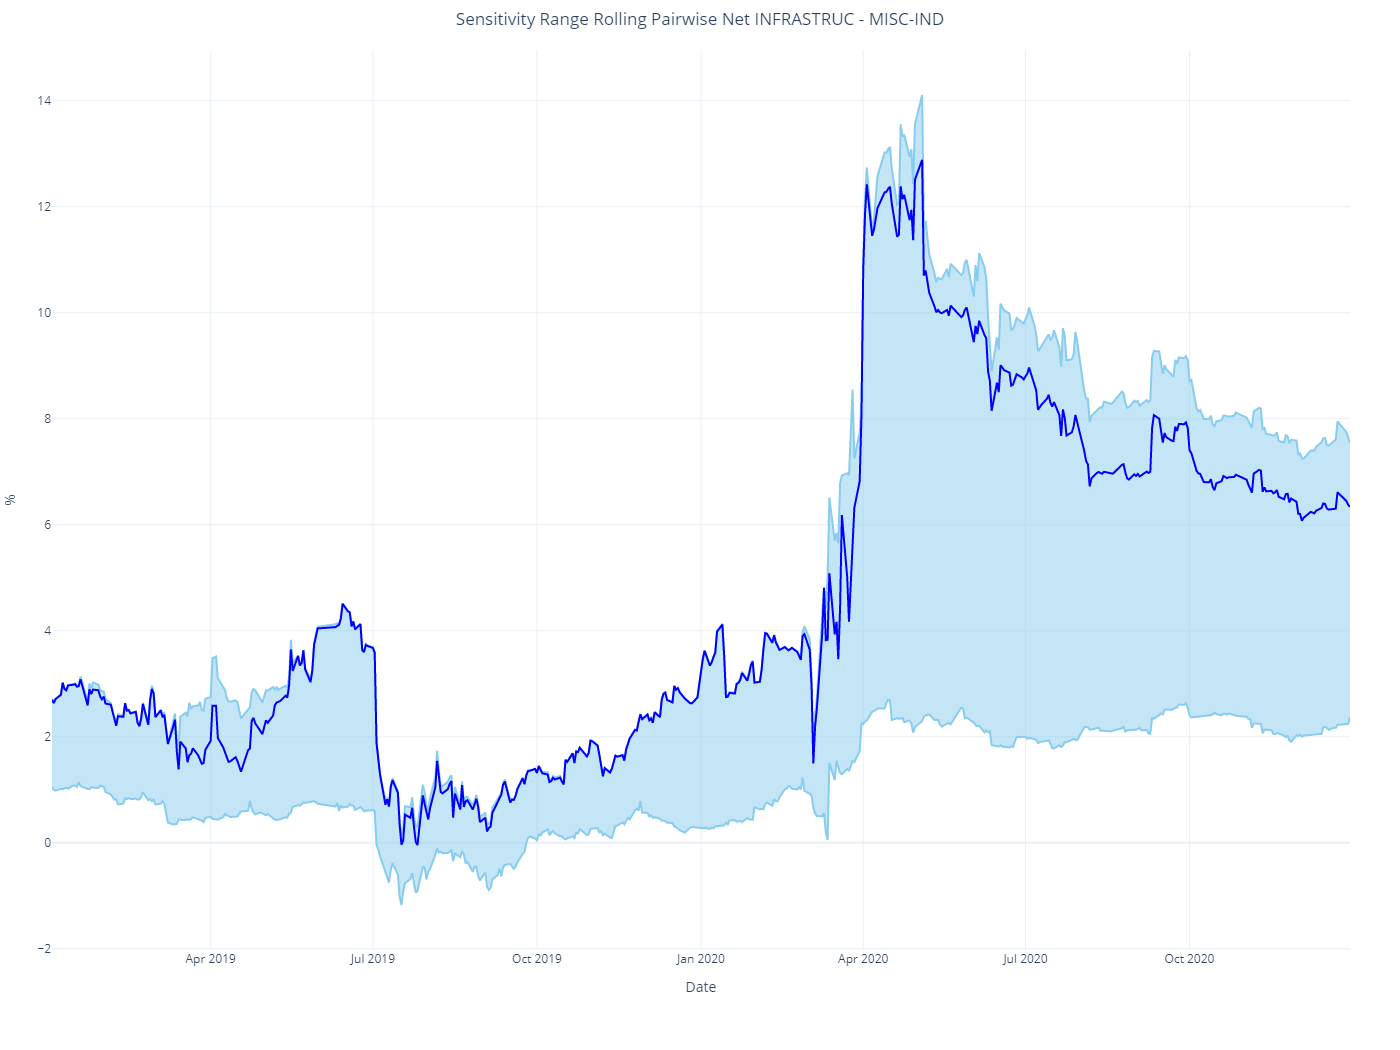 Sensitivity Range Rolling Pairwise Net INFRASTRUC - MISC-IND
14
12
10
8
6
4
2
0
−2
%
Apr 2019
Jul 2019
Oct 2019
Jan 2020
Apr 2020
Jul 2020
Oct 2020
Date